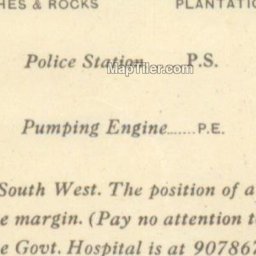 HES & ROCKS PLANTATIO
Police Station P.S.
MapTiler.com
Pumping Engine.......P.E.
South West. The position of a
e margin. (Pay no attention t
e Govt. Hospital is at 90786